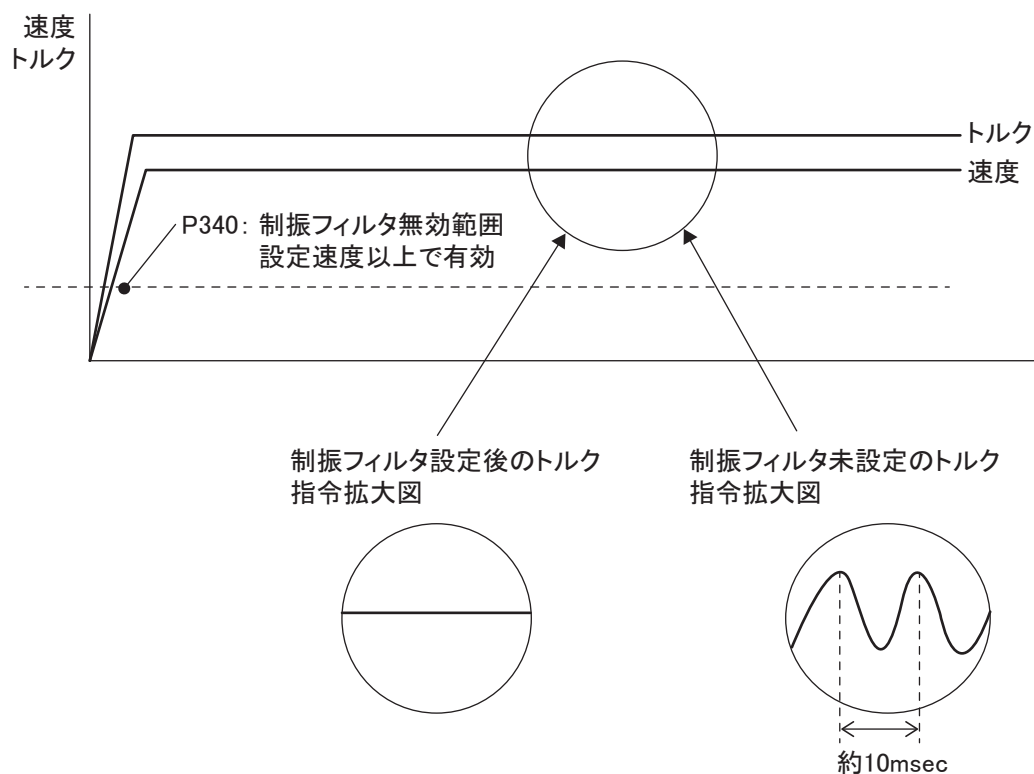 速度
トルク
トルク
速度
P340: 制振フィルタ無効範囲
設定速度以上で有効
制振フィルタ設定後のトルク
指令拡大図
制振フィルタ未設定のトルク
指令拡大図
約10msec